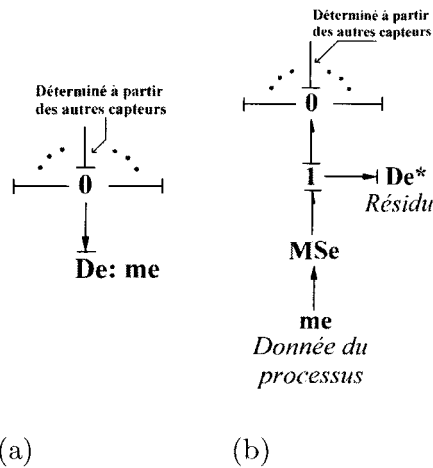 Déterminé à partir
des autres capteurs
0
De: me
(a)
Déterminé à partir
des autres capteurs
0
1
De*
Résidu
MSe
me
Donnée du
processus
(b)